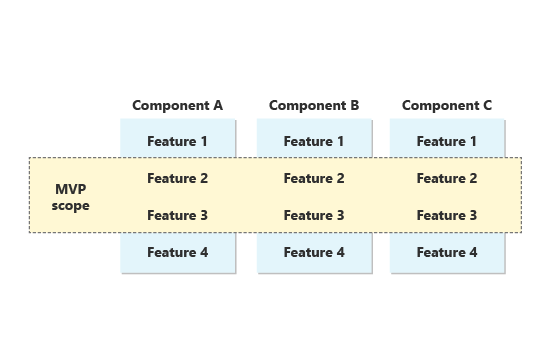 Component A Component B Component C
Feature 1 Feature 1 Feature 1
Feature 2 Feature 2 Feature 2
MVP
scope
Feature 3 Feature 3 Feature 3
Feature 4 Feature 4 Feature 4